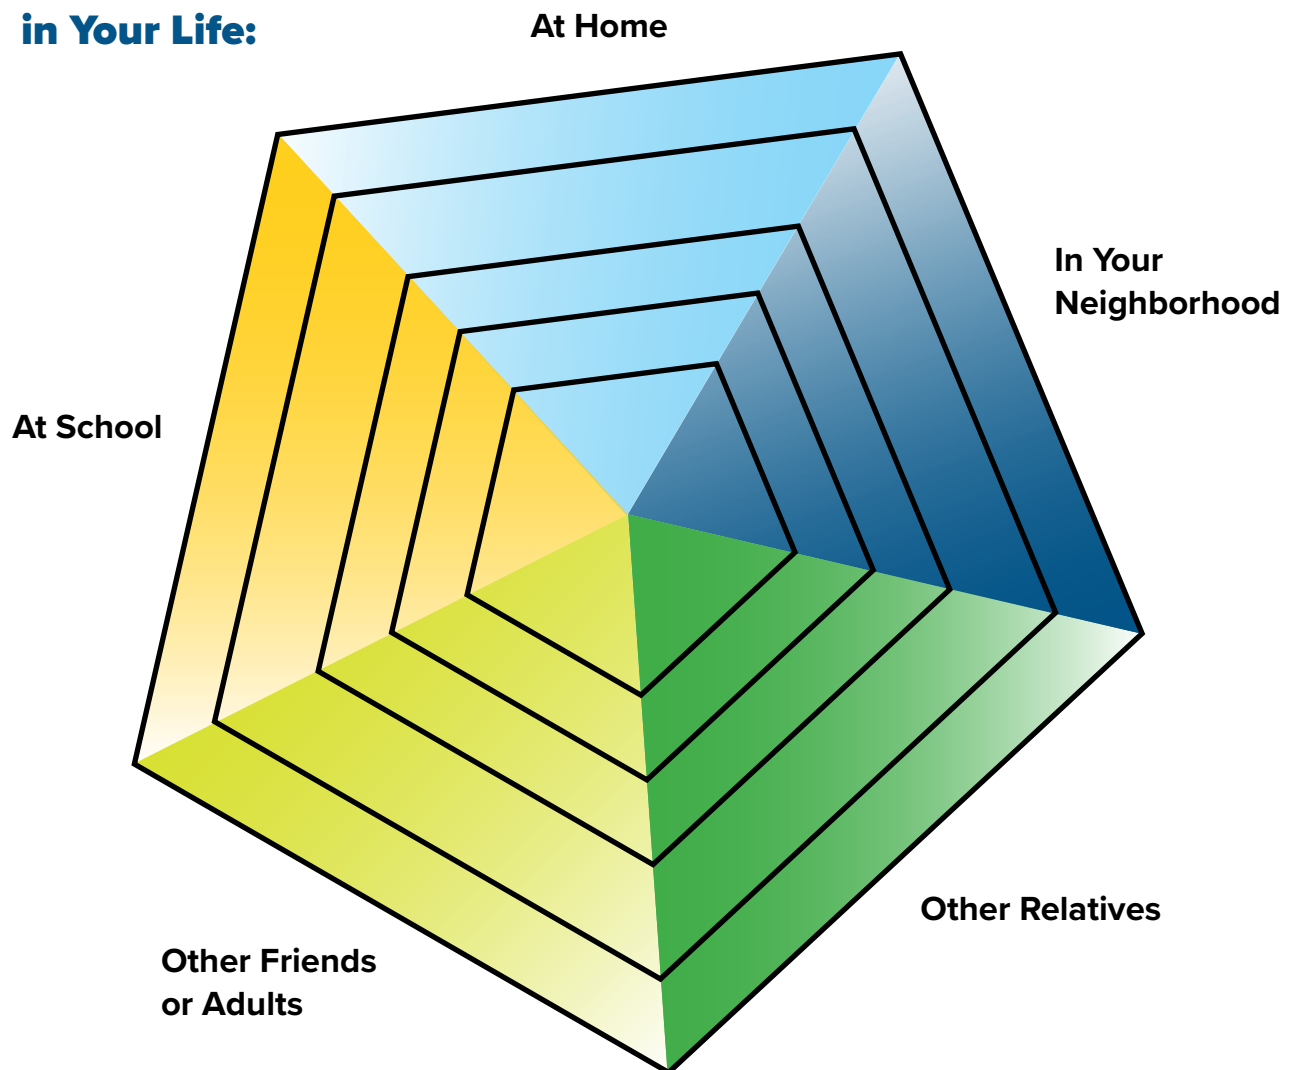 in Your Life:
At Home
In Your
Neighborhood
At School
Other Relatives
Other Friends
or Adults